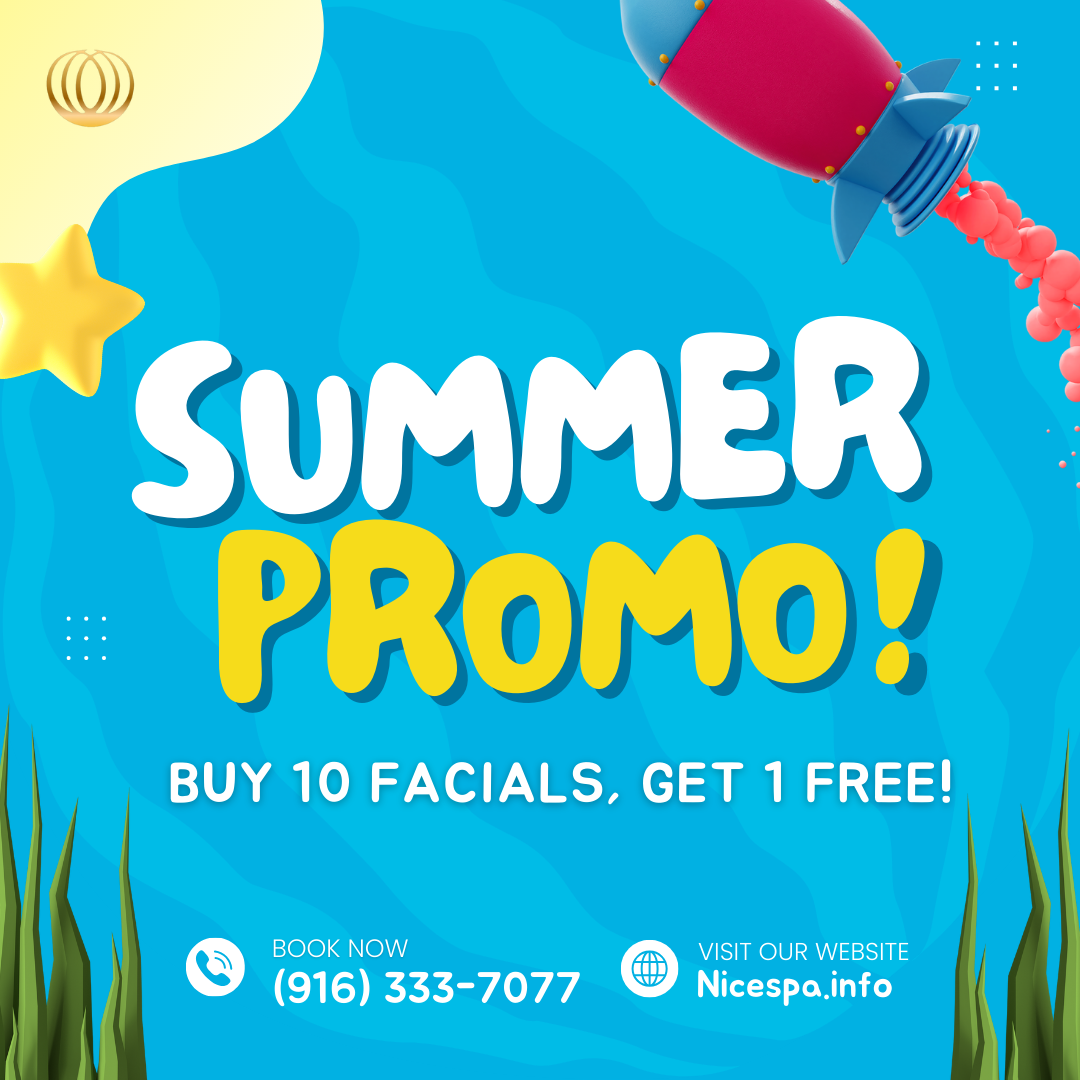 SUMMER
PROMO!
BUY 10 FACIALS, GET 1 FREE!
BOOK NOW
(916) 333-7077
VISIT OUR WEBSITE
Nicespa.info